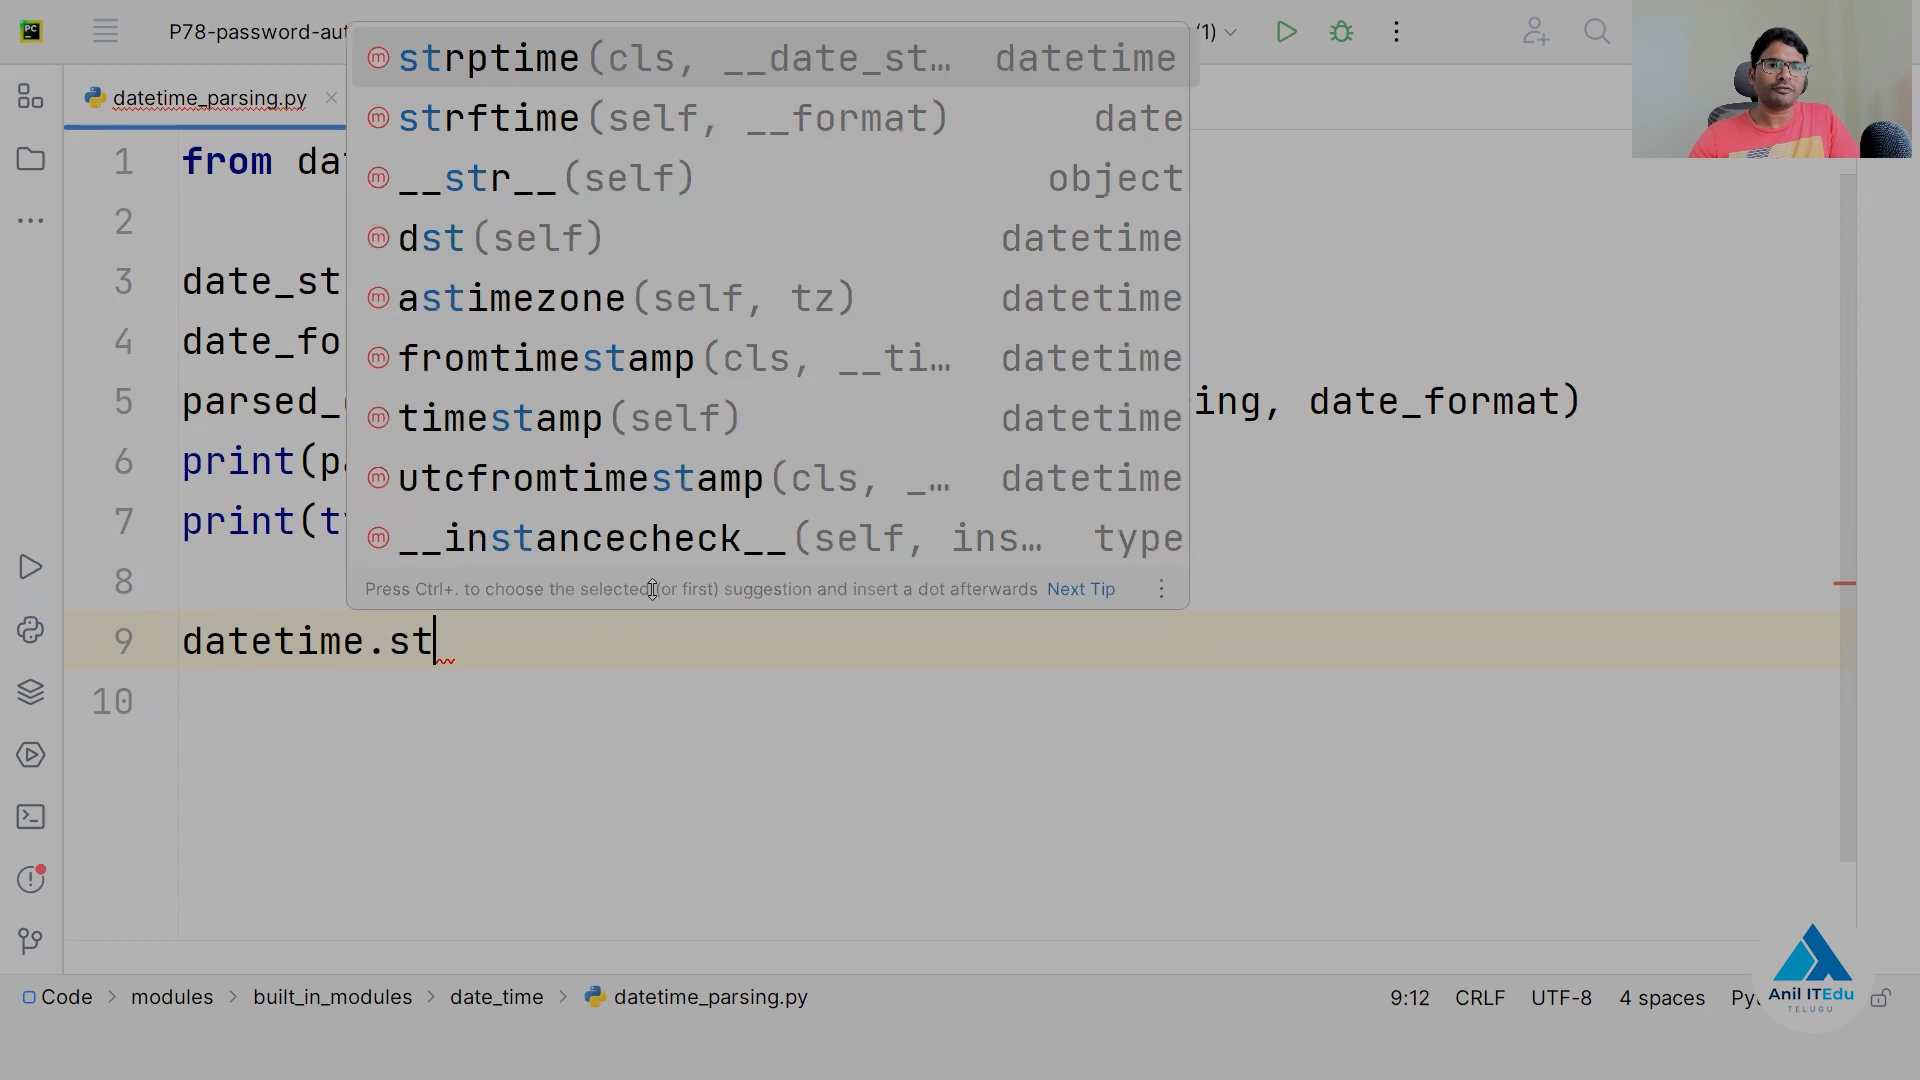 P78-password-aut
1)
datetime_parsing.py
strptime(cls, __date_st… datetime
strftime(self, __format) date
__str__(self) object
dst(self) datetime
astimezone(self, tz) datetime
fromtimestamp(cls, __ti… datetime
timestamp(self) datetime
utcfromtimestamp(cls, _… datetime
__instancecheck__(self, ins… type
Press Ctrl+. to choose the selected (or first) suggestion and insert a dot afterwards Next Tip
1 from da
2
3 date_st
4 date_fo
5 parsed_ ing, date_format)
6 print(pa
7 print(ty
8
9 datetime.st
10
Anil ITEdu
TELUGU
Code > modules > built_in_modules > date_time > datetime_parsing.py
9:12 CRLF UTF-8 4 spaces Py